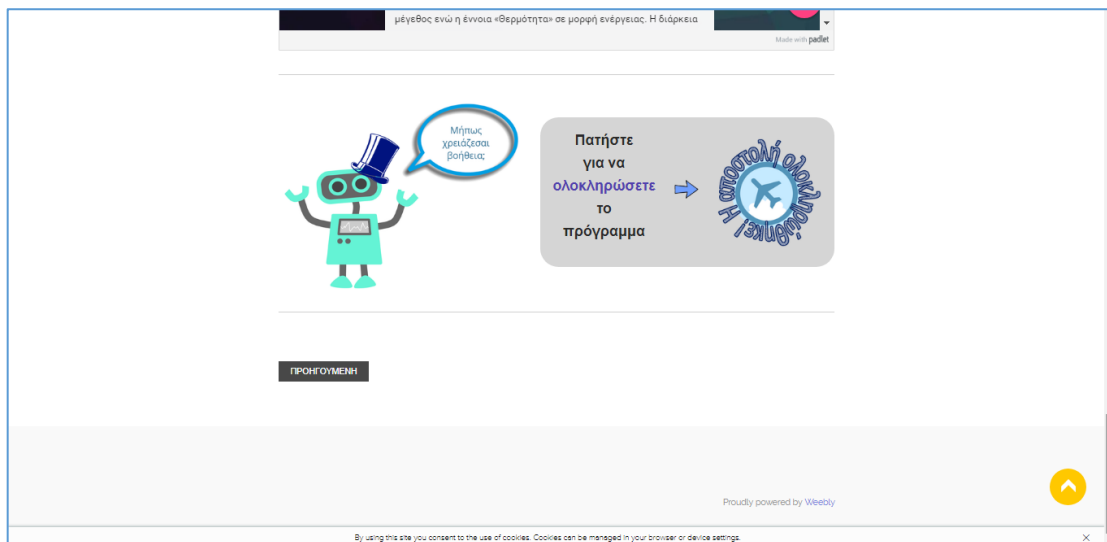 μέγεθος ενώ η έννοια «Θερμότητα» σε μορφή ενέργειας. Η διάρκεια
Made with padlet
Μήπως
χρειάζεσαι
βοήθεια;
Πατήστε
για να
ολοκληρώσετε
το
πρόγραμμα
Η αποστολή ολοκληρώθηκε!
ΠΡΟΗΓΟΥΜΕΝΗ
Proudly powered by Weebly
By using this site you consent to the use of cookies. Cookies can be managed in your browser or device settings.